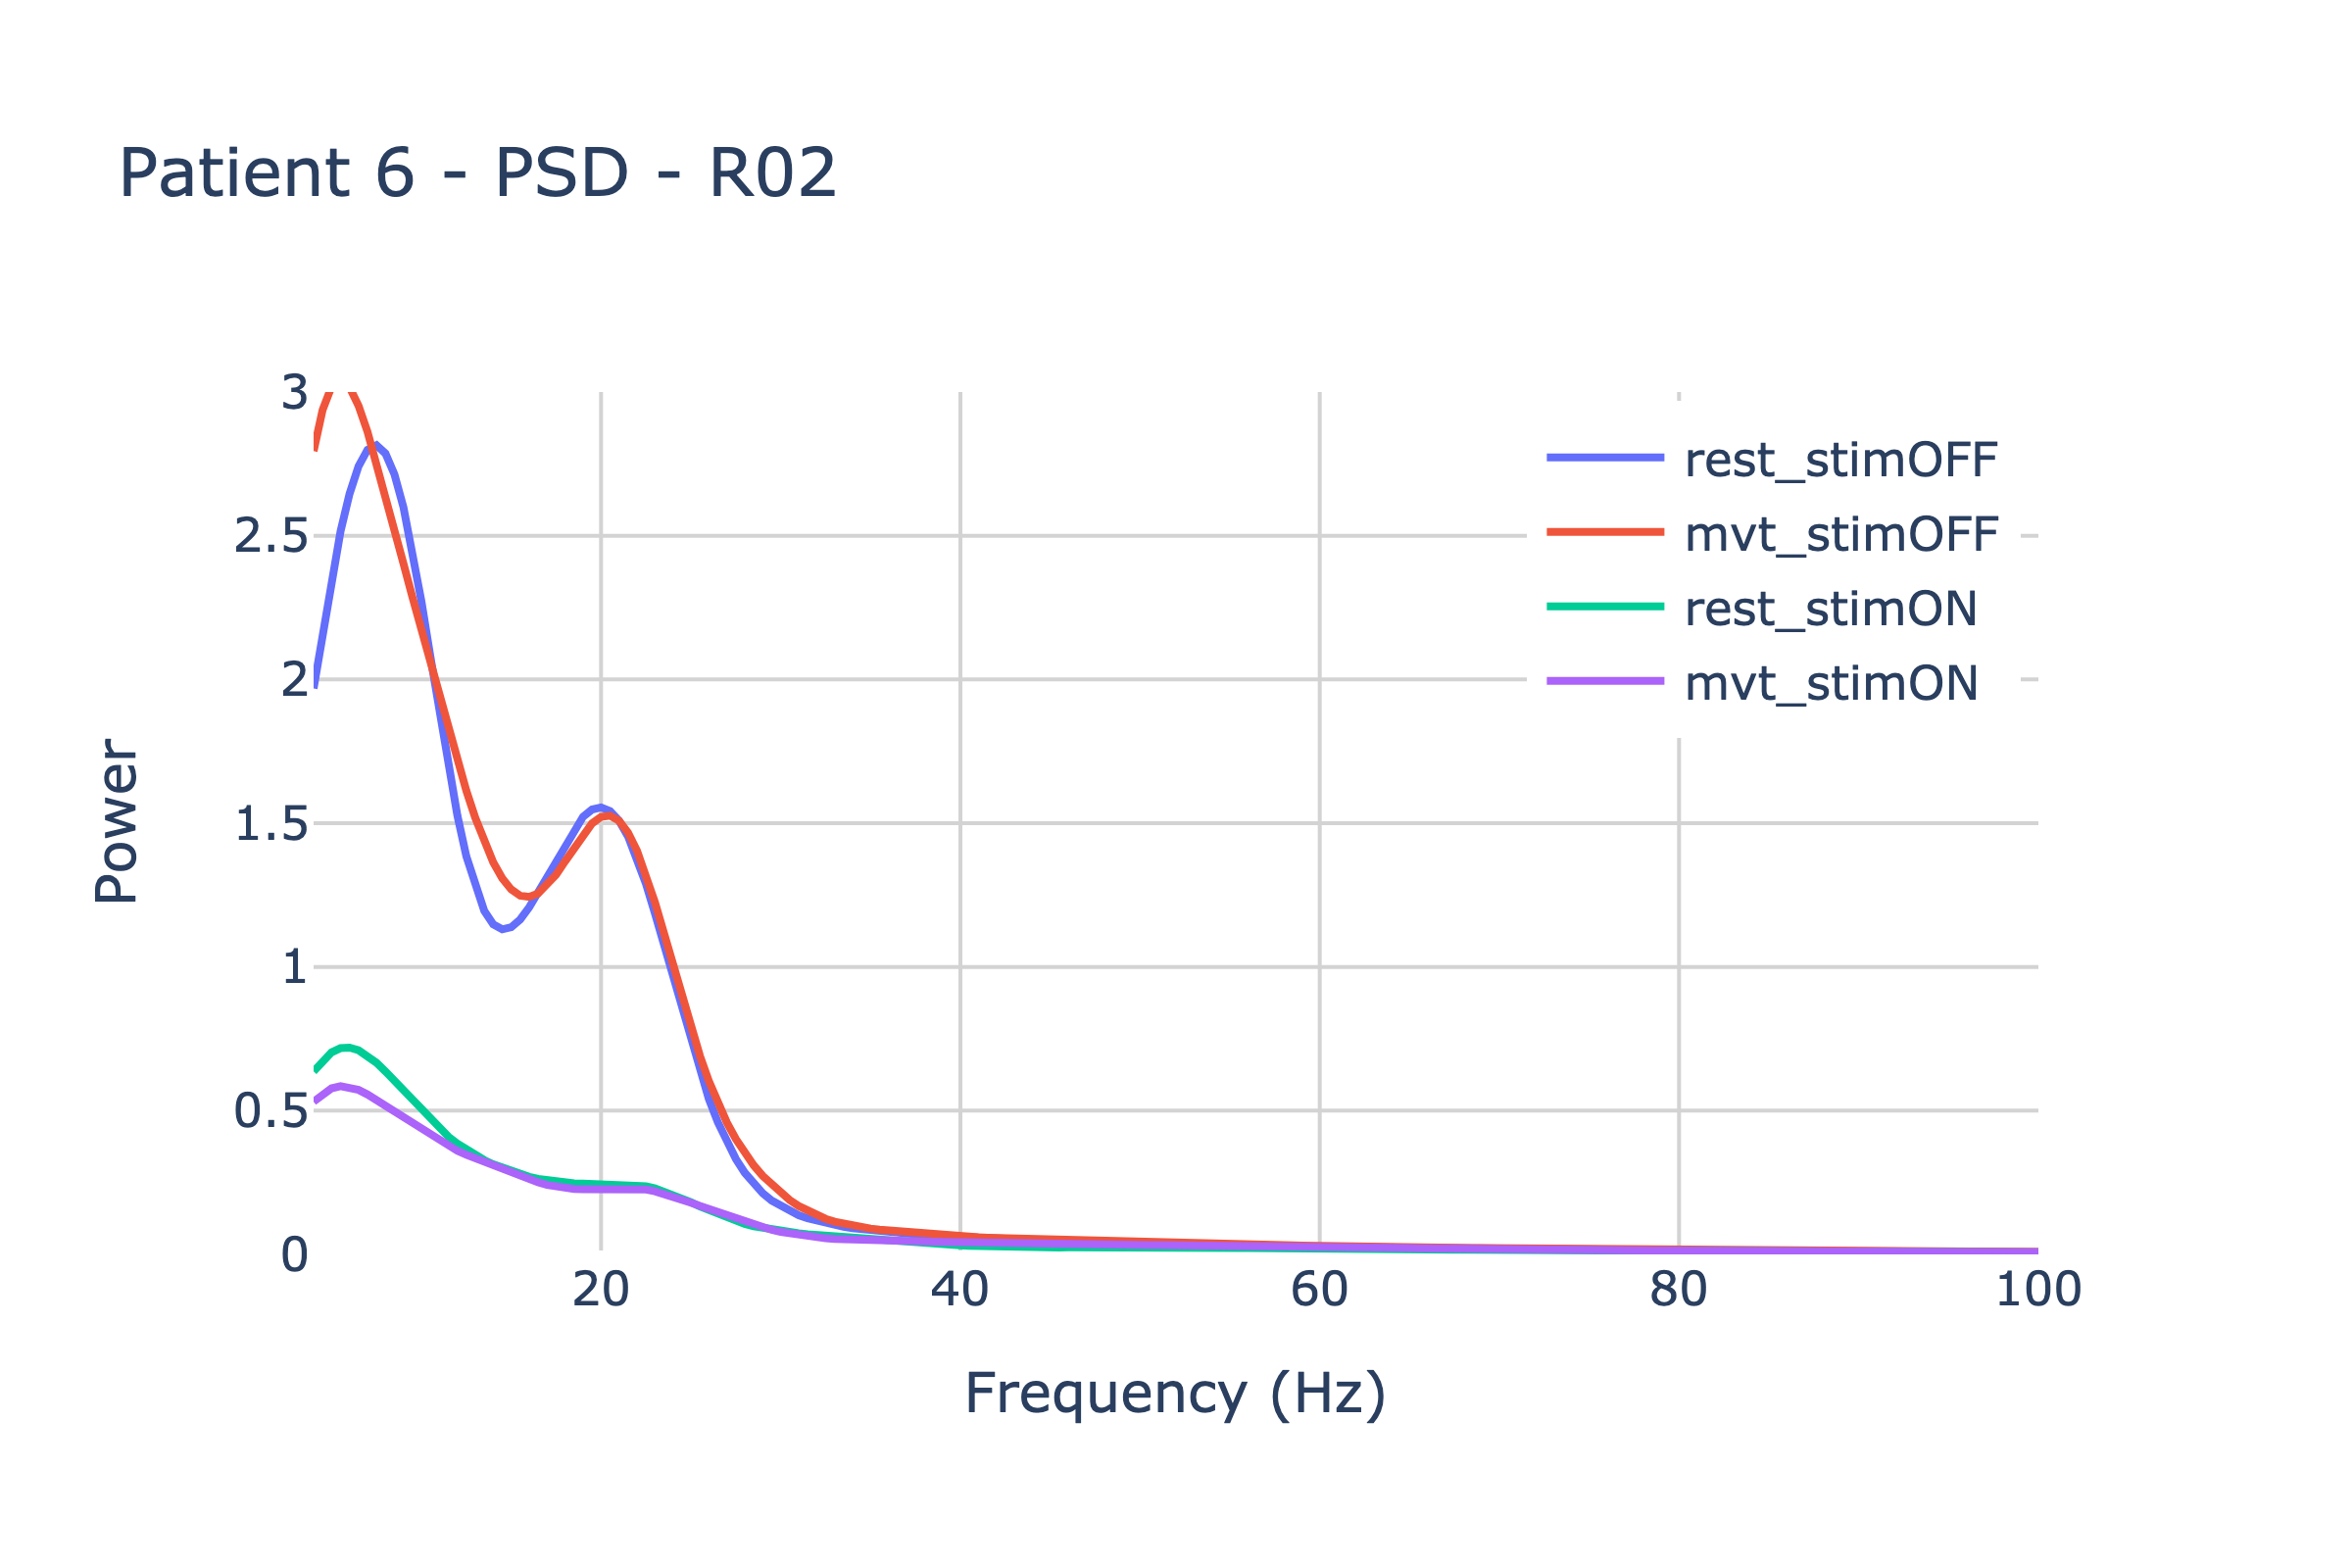 Patient 6 - PSD - R02
3
2.5
2
1.5
1
0.5
0
Power
20 40 60 80 100
Frequency (Hz)
rest_stimOFF
mvt_stimOFF
rest_stimON
mvt_stimON